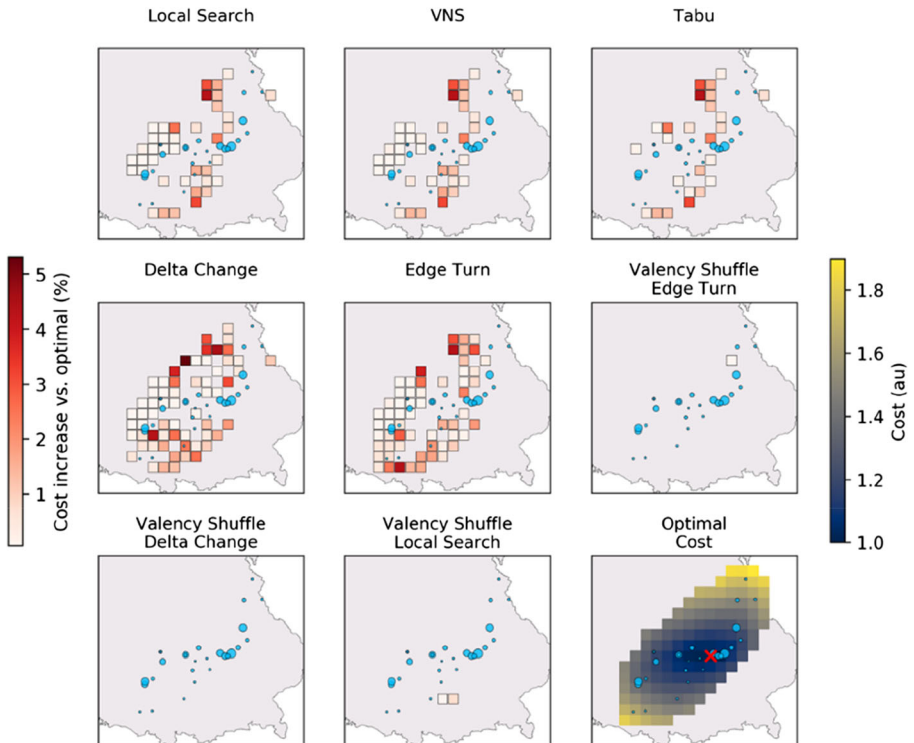 Local Search
VNS
Tabu
Delta Change
Edge Turn
Valency Shuffle
Edge Turn
5
4
3
2
1
Cost increase vs. optimal (%)
1.8
1.6
1.4
1.2
1.0
Cost (au)
Valency Shuffle
Delta Change
Valency Shuffle
Local Search
Optimal
Cost